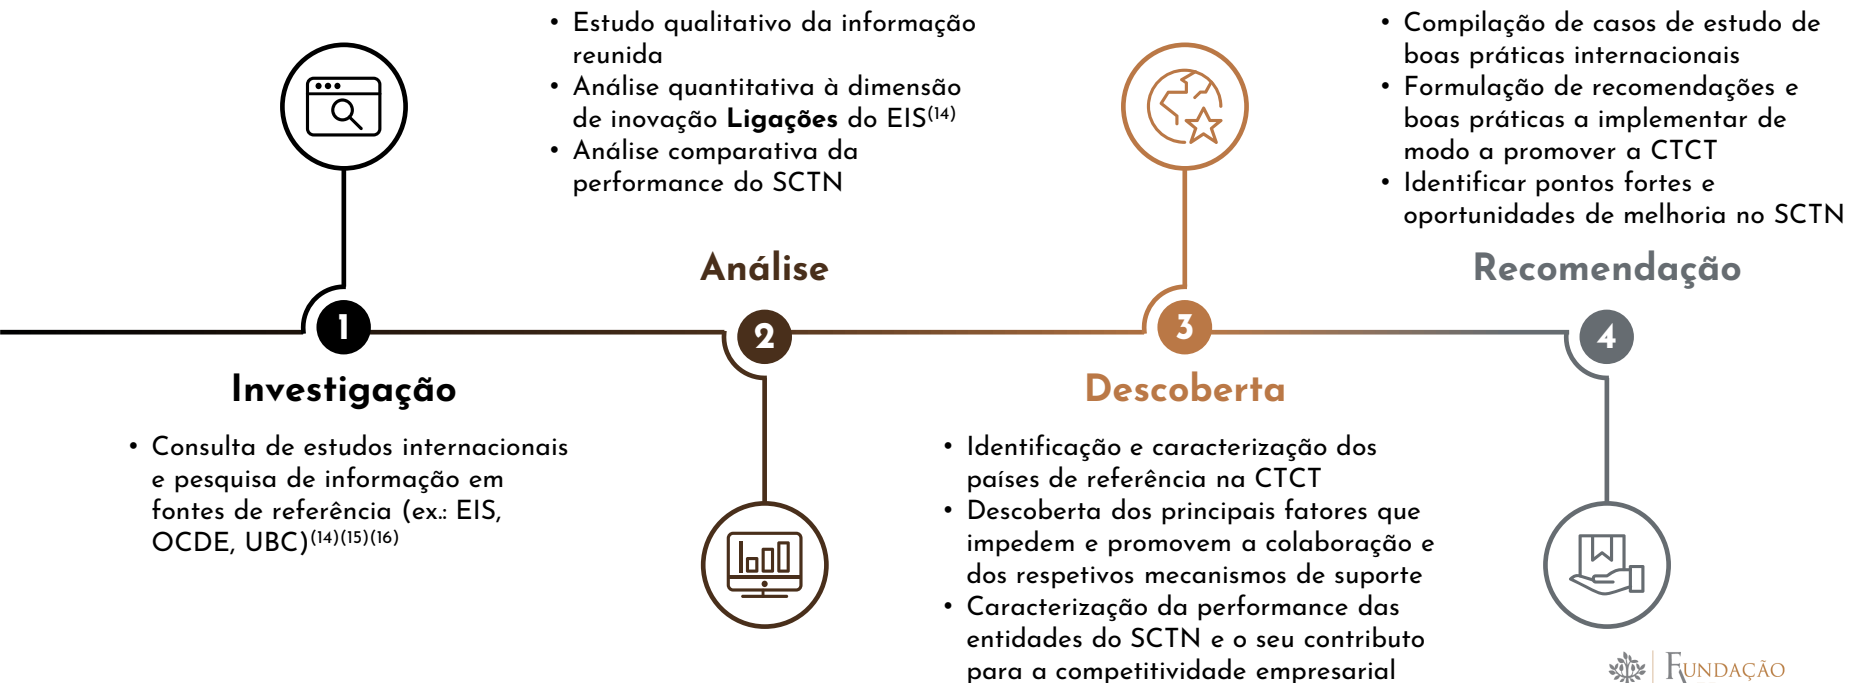 • Estudo qualitativo da informação
reunida
• Análise quantitativa à dimensão
de inovação Ligações do EIS(14)
• Análise comparativa da
performance do SCTN
• Compilação de casos de estudo de
boas práticas internacionais
• Formulação de recomendações e
boas práticas a implementar de
modo a promover a CTCT
• Identificar pontos fortes e
oportunidades de melhoria no SCTN
Análise
Recomendação
1
2
3
4
Investigação
Descoberta
• Consulta de estudos internacionais
e pesquisa de informação em
fontes de referência (ex.: EIS,
OCDE, UBC)(14)(15)(16)
• Identificação e caracterização dos
países de referência na CTCT
• Descoberta dos principais fatores que
impedem e promovem a colaboração e
dos respetivos mecanismos de suporte
• Caracterização da performance das
entidades do SCTN e o seu contributo
para a competitividade empresarial
FUNDAÇÃO